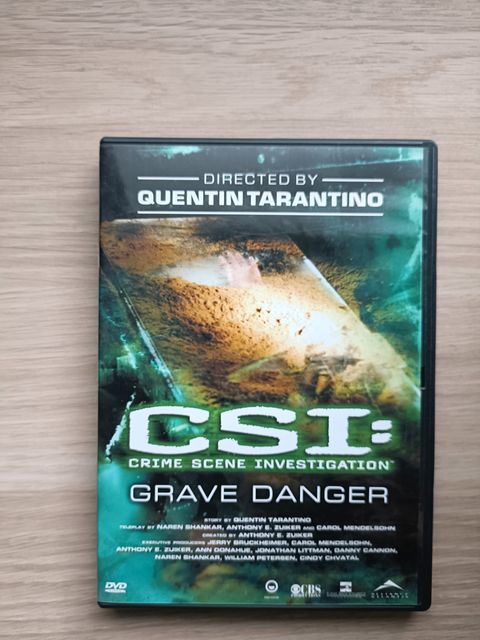 DIRECTED BY
QUENTIN TARANTINO
CSI:
CRIME SCENE INVESTIGATION™
GRAVE DANGER
STORY BY QUENTIN TARANTINO
TELEPLAY BY NAREN SHANKAR, ANTHONY E. ZUIKER AND CAROL MENDELSOHN
CREATED BY ANTHONY E. ZUIKER
EXECUTIVE PRODUCERS JERRY BRUCKHEIMER, CAROL MENDELSOHN,
ANTHONY E. ZUIKER, ANN DONAHUE, JONATHAN LITTMAN, DANNY CANNON,
NAREN SHANKAR, WILLIAM PETERSEN, CINDY CHVATAL
DVD
CBS